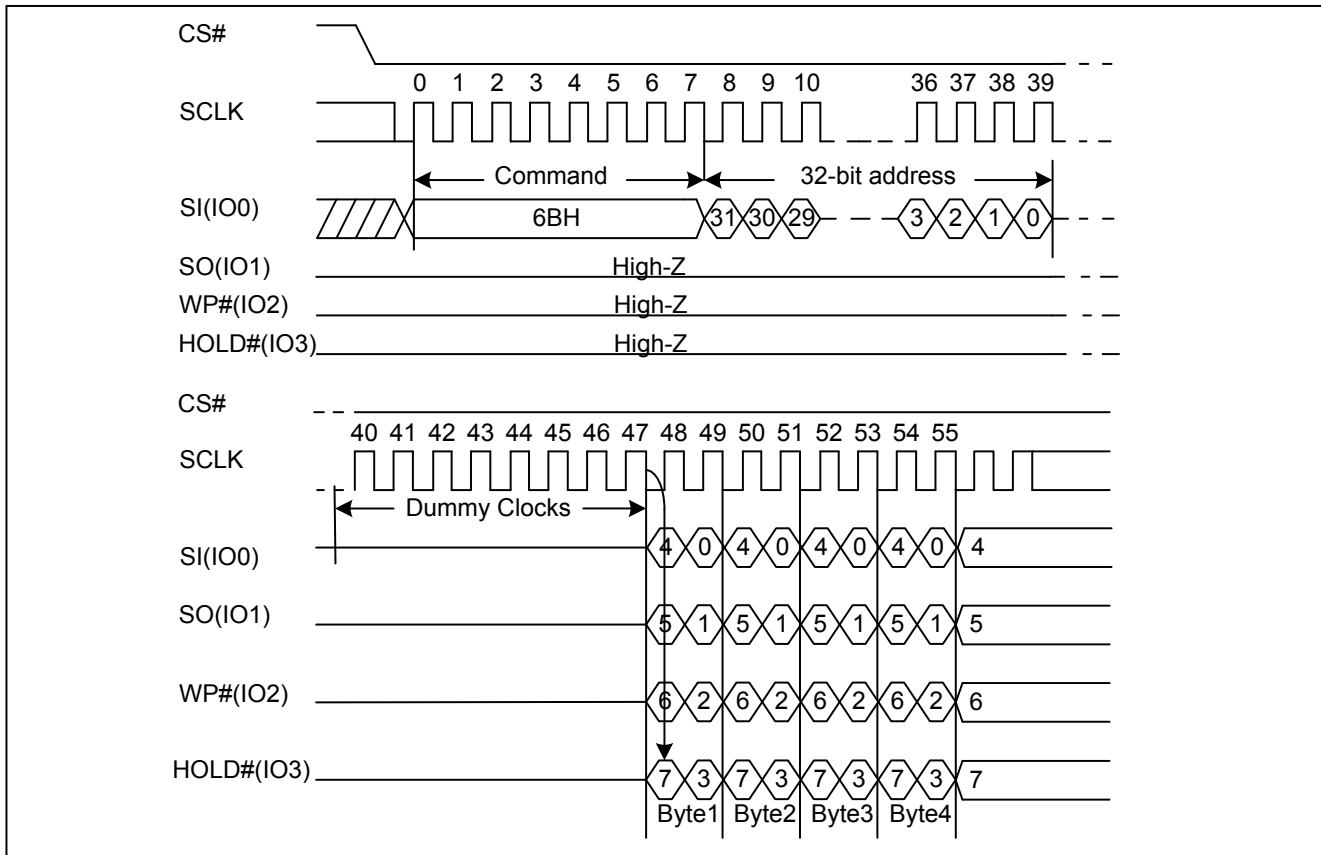 CS#
0 1 2 3 4 5 6 7 8 9 10 36 37 38 39
SCLK
Command 32-bit address
SI(IO0) 6BH 31 30 29 3 2 1 0
SO(IO1) High-Z
WP#(IO2) High-Z
HOLD#(IO3) High-Z
CS#
40 41 42 43 44 45 46 47 48 49 50 51 52 53 54 55
SCLK
Dummy Clocks
SI(IO0) 4 0 4 0 4 0 4 0 4
SO(IO1) 5 1 5 1 5 1 5 1 5
WP#(IO2) 6 2 6 2 6 2 6 2 6
HOLD#(IO3) 7 3 7 3 7 3 7 3 7
Byte1 Byte2 Byte3 Byte4